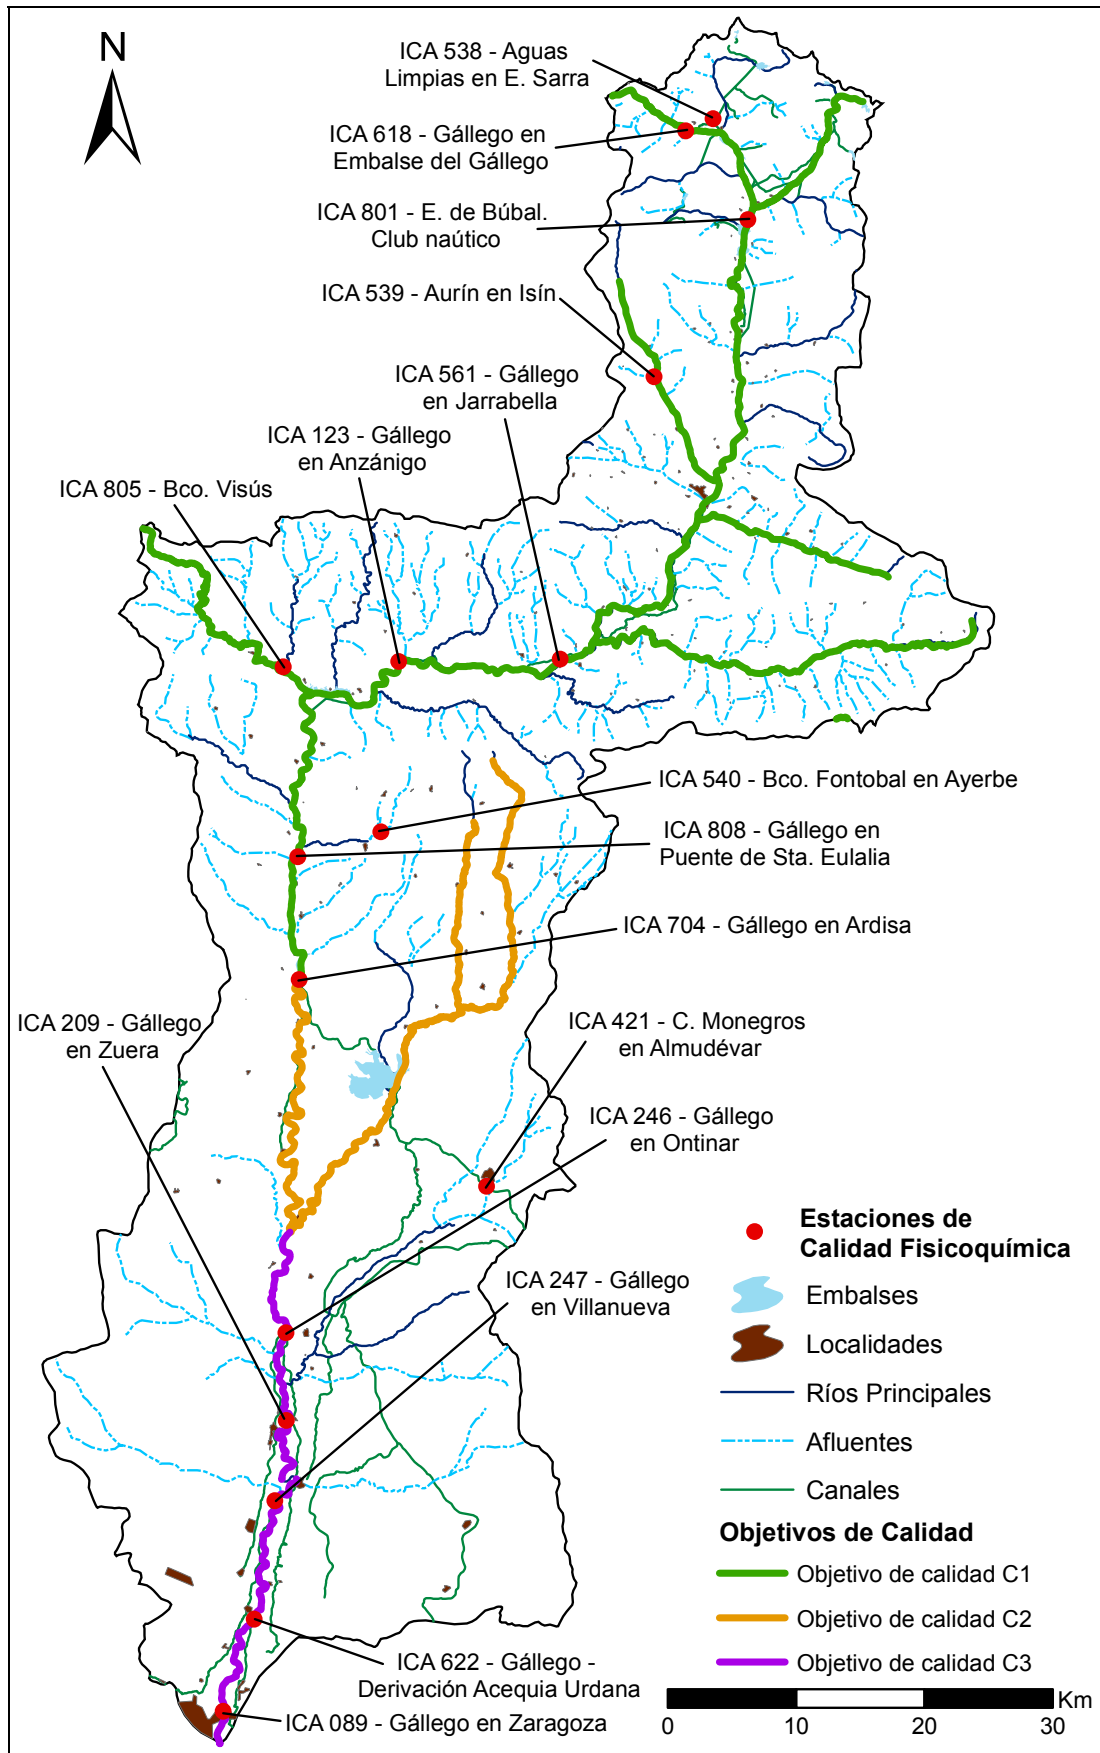 N
ICA 538 - Aguas
Limpias en E. Sarra
ICA 618 - Gállego en
Embalse del Gállego
ICA 801 - E. de Búbal.
Club naútico
ICA 539 - Aurín en Isín
ICA 561 - Gállego
en Jarrabella
ICA 123 - Gállego
en Anzánigo
ICA 805 - Bco. Visús
ICA 540 - Bco. Fontobal en Ayerbe
ICA 808 - Gállego en
Puente de Sta. Eulalia
ICA 704 - Gállego en Ardisa
ICA 209 - Gállego
en Zuera
ICA 421 - C. Monegros
en Almudévar
ICA 246 - Gállego
en Ontinar
ICA 247 - Gállego
en Villanueva
ICA 622 - Gállego -
Derivación Acequia Urdana
ICA 089 - Gállego en Zaragoza
Estaciones de
Calidad Fisicoquímica
Embalses
Localidades
Ríos Principales
Afluentes
Canales
Objetivos de Calidad
Objetivo de calidad C1
Objetivo de calidad C2
Objetivo de calidad C3
Km
0 10 20 30